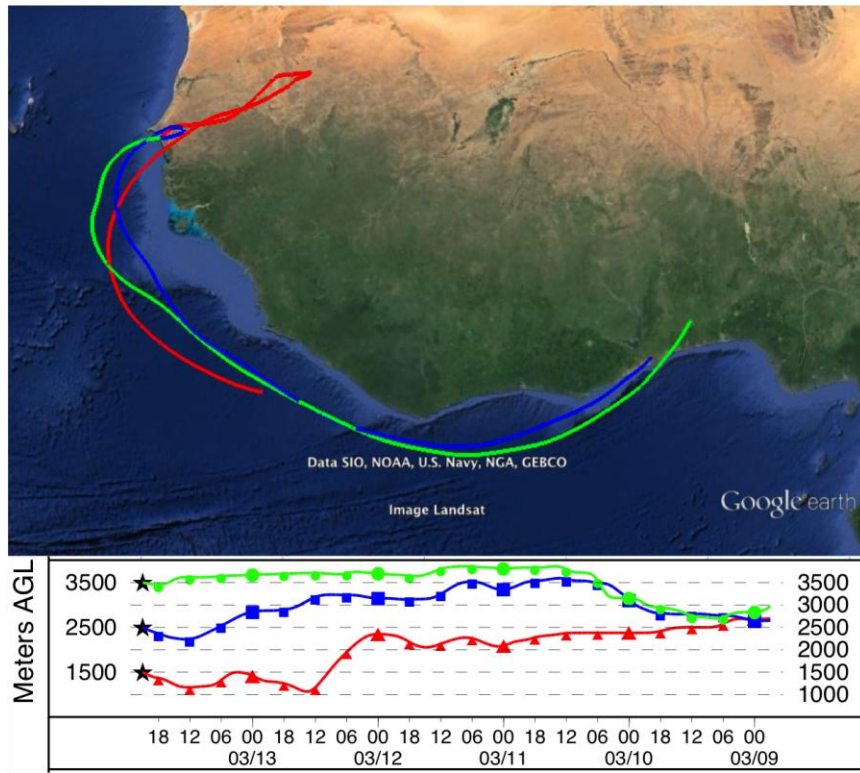 Data SIO, NOAA, U.S. Navy, NGA, GEBCO
Image Landsat
Google earth
Meters AGL
3500 3500
3000
2500 2500
2000
1500 1500
1000
18 12 06 00 18 12 06 00 18 12 06 00 18 12 06 00 18 12 06 00
03/13 03/12 03/11 03/10 03/09